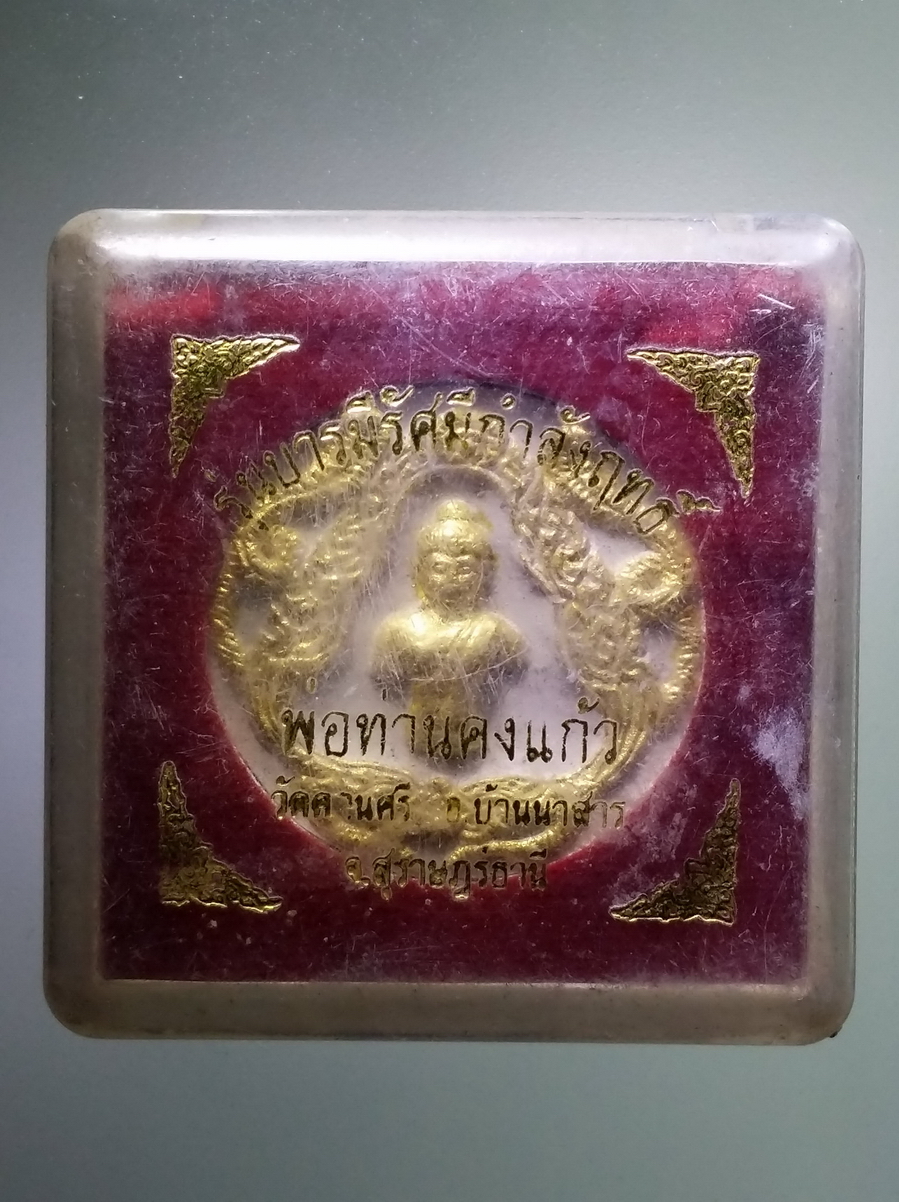 รุ่นบารมีรัศมีกำลังฤทธิ์
พ่อท่านคงแก้ว
วัดควนศรี อ.บ้านนาสาร
จ.สุราษฎร์ธานี